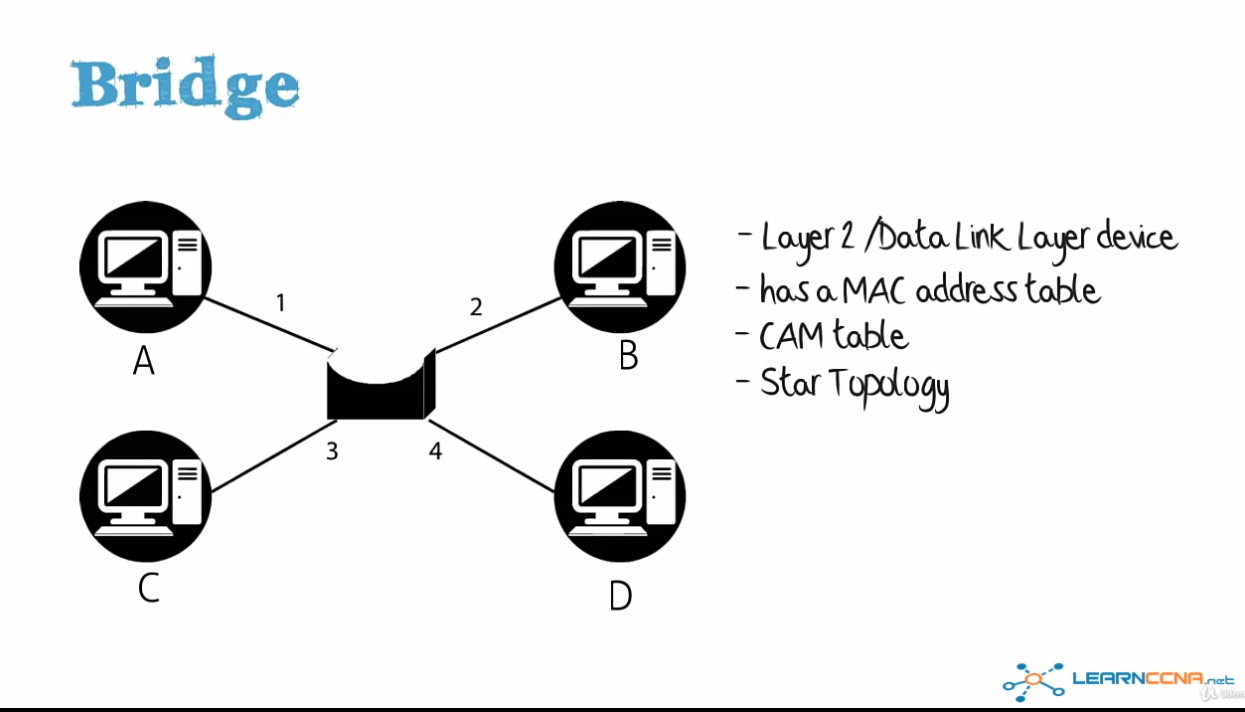 Bridge
1
2
A
B
- Layer 2 /Data Link Layer device
- has a MAC address table
- CAM table
- Star Topology
3
4
C
D
LEARNCCNA.net
Udemy